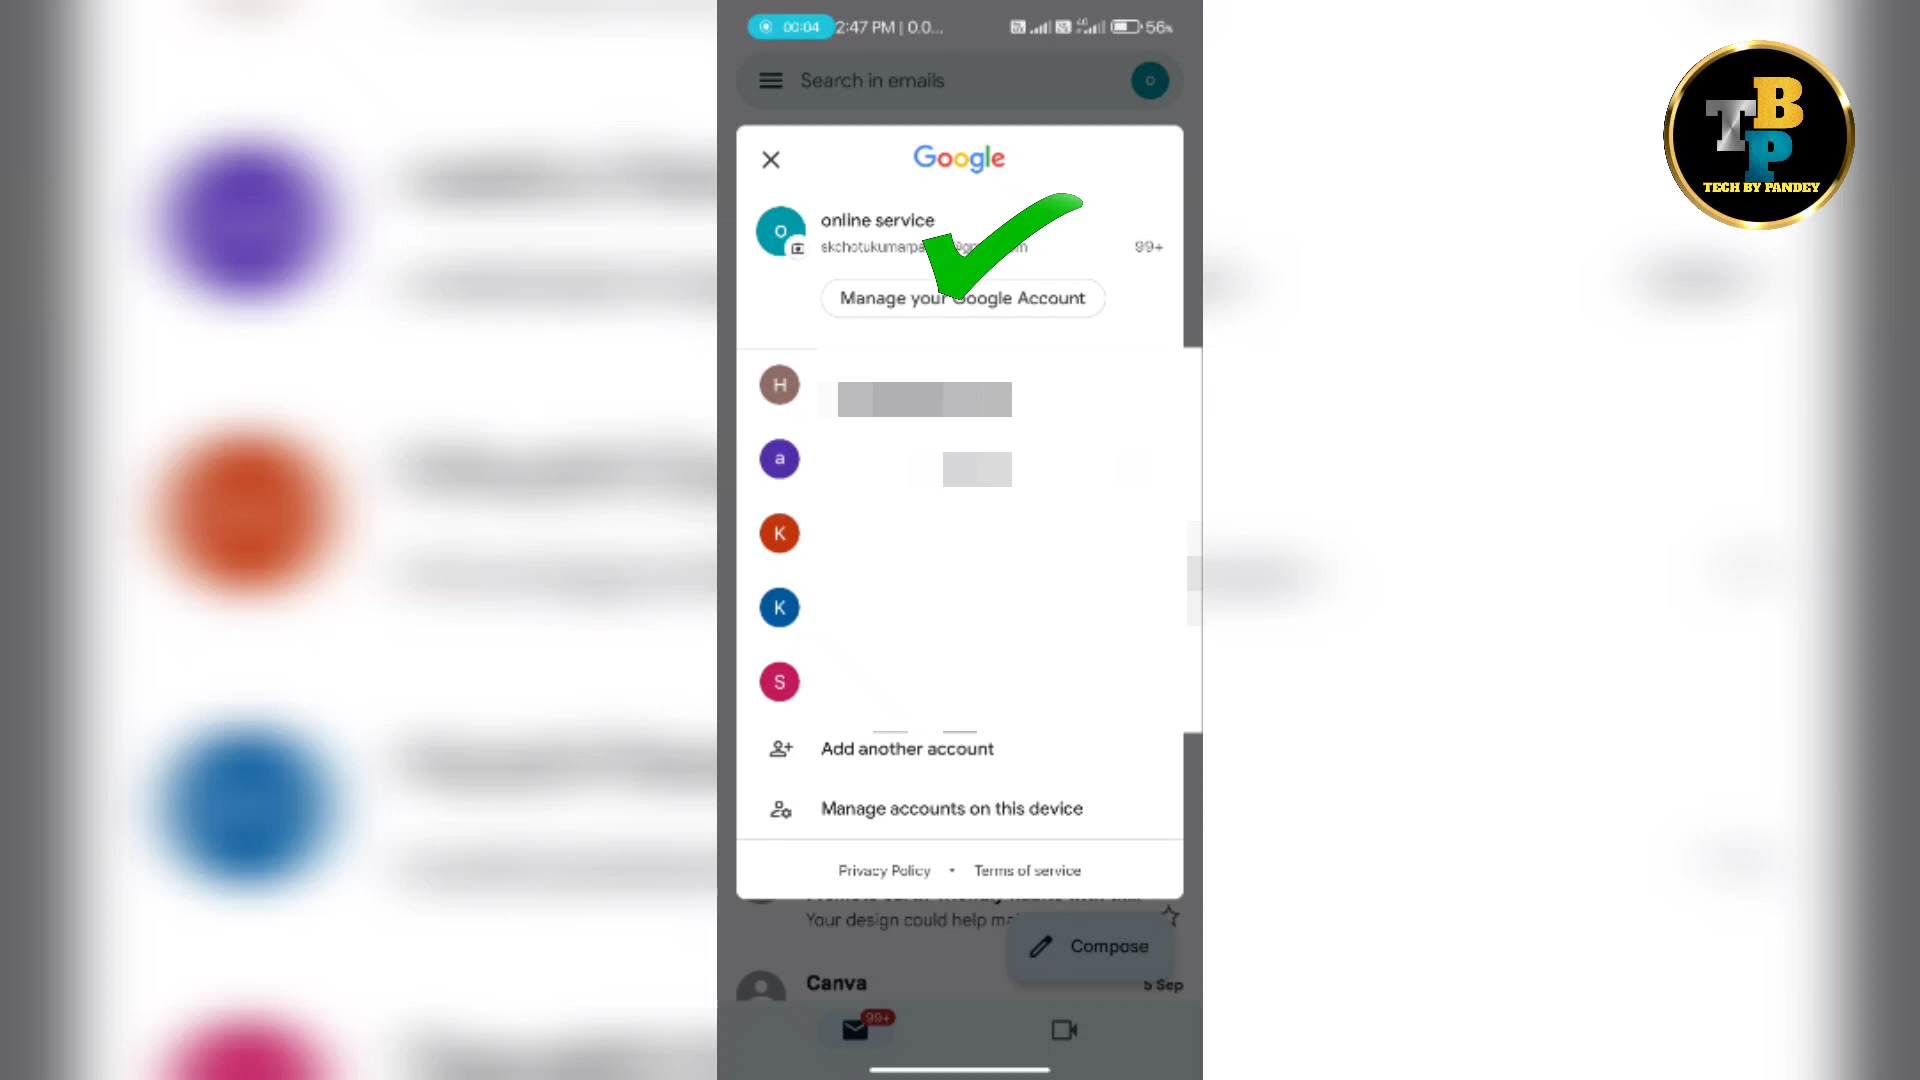 00:04 2:47 PM | 0.0... 56%
Search in emails
o
Google
o
online service
99+
Manage your Google Account
H
a
K
K
S
Add another account
Manage accounts on this device
Privacy Policy • Terms of service
Your design could help
Compose
Canva
5 Sep
99+
TBP
TECH BY PANDEY